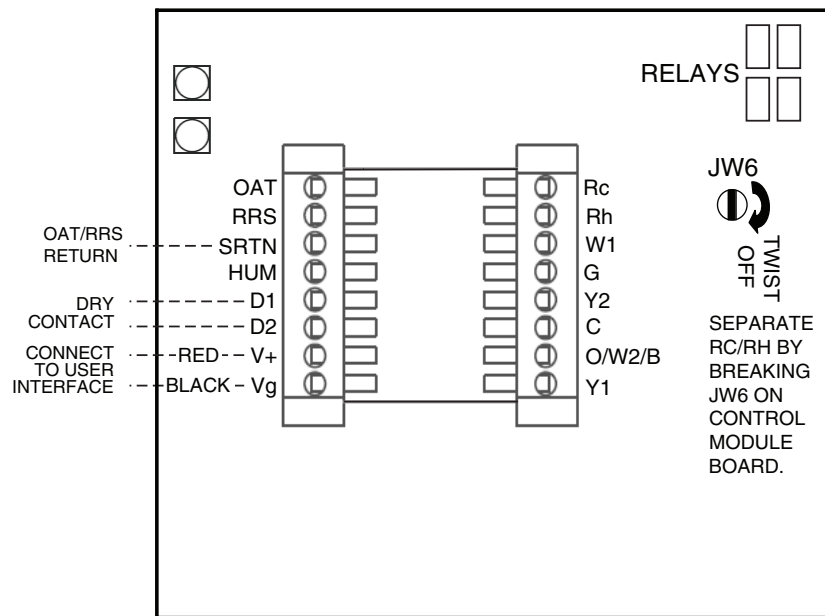 RELAYS
JW6
TWIST
OFF
OAT
RRS
OAT/RRS
RETURN
SRTN
HUM
DRY
CONTACT
D1
D2
CONNECT
TO USER
INTERFACE
RED
V+
BLACK
Vg
Rc
Rh
W1
G
Y2
C
O/W2/B
Y1
SEPARATE
RC/RH BY
BREAKING
JW6 ON
CONTROL
MODULE
BOARD.